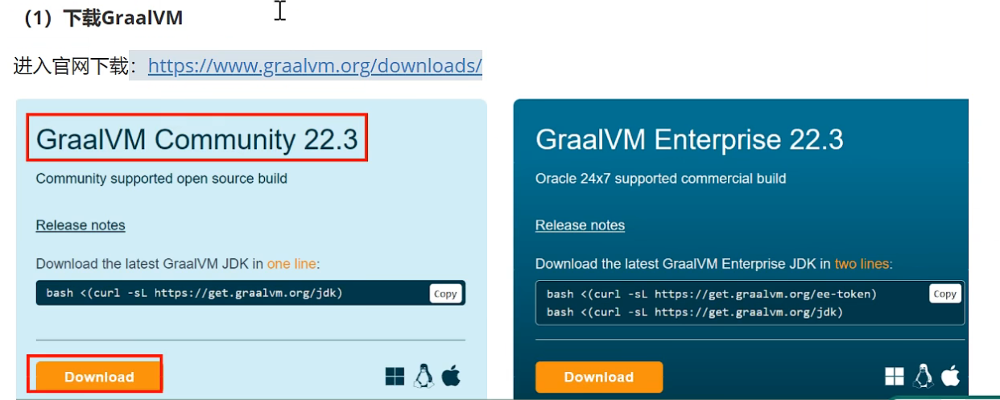 （1）下载GraalVM
进入官网下载：https://www.graalvm.org/downloads/
GraalVM Community 22.3
Community supported open source build
Release notes
Download the latest GraalVM JDK in one line:
bash <(curl -sL https://get.graalvm.org/jdk)
Copy
Download
GraalVM Enterprise 22.3
Oracle 24x7 supported commercial build
Release notes
Download the latest GraalVM Enterprise JDK in two lines:
bash <(curl -sL https://get.graalvm.org/ee-token)
bash <(curl -sL https://get.graalvm.org/jdk)
Copy
Download